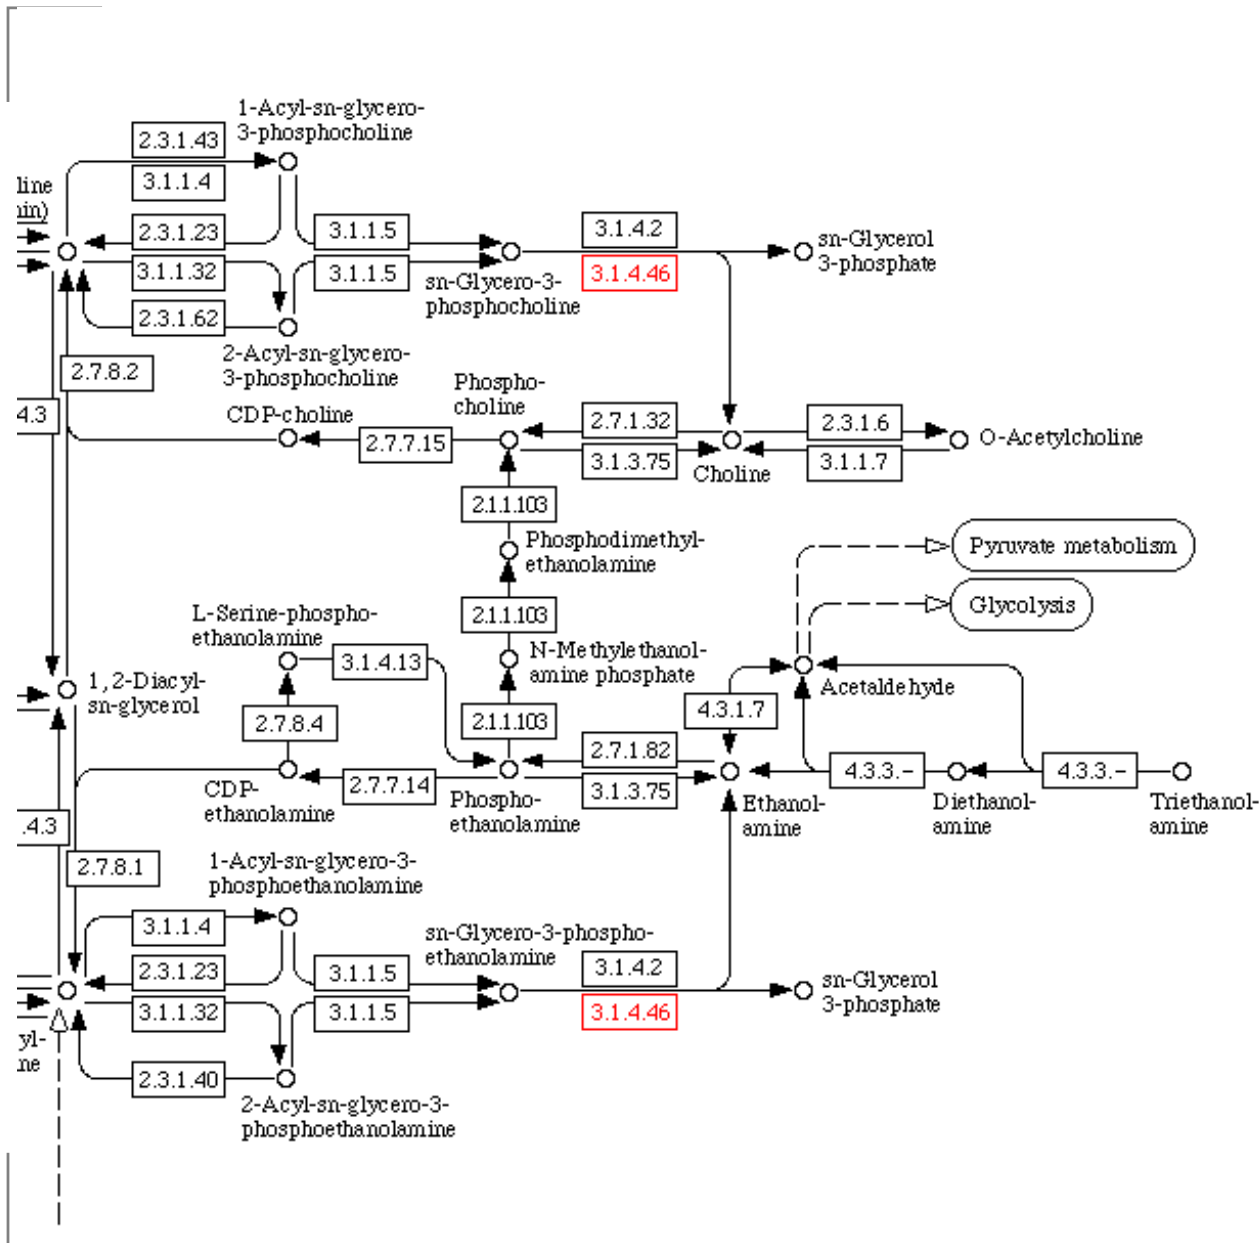 1-Acyl-sn-glycero-
3-phosphocholine
2.3.1.43
3.1.1.4
line
nin)
2.3.1.23
3.1.1.5
3.1.4.2
sn-Glycerol
3-phosphate
3.1.1.32
3.1.1.5
3.1.4.46
sn-Glycero-3-
phosphocholine
2.3.1.62
2-Acyl-sn-glycero-
3-phosphocholine
2.7.8.2
4.3
CDP-choline
Phospho-
choline
2.7.7.15
2.7.1.32
2.3.1.6
O-Acetylcholine
3.1.3.75
Choline
3.1.1.7
2.1.1.103
Phosphodimethyl-
ethanolamine
Pyruvate metabolism
Glycolysis
L-Serine-phospho-
ethanolamine
2.1.1.103
3.1.4.13
N-Methylethanol-
amine phosphate
Acetaldehyde
1,2-Diacyl-
sn-glycerol
2.7.8.4
2.1.1.103
4.3.1.7
2.7.1.82
CDP-
ethanolamine
2.7.7.14
Phospho-
ethanolamine
3.1.3.75
Ethanol-
amine
4.3.3.-
Diethanol-
amine
4.3.3.-
Triethanol-
amine
.4.3
2.7.8.1
1-Acyl-sn-glycero-3-
phosphoethanolamine
3.1.1.4
sn-Glycero-3-phospho-
ethanolamine
2.3.1.23
3.1.1.5
3.1.4.2
sn-Glycerol
3-phosphate
3.1.1.32
3.1.1.5
3.1.4.46
yl-
ne
2.3.1.40
2-Acyl-sn-glycero-3-
phosphoethanolamine